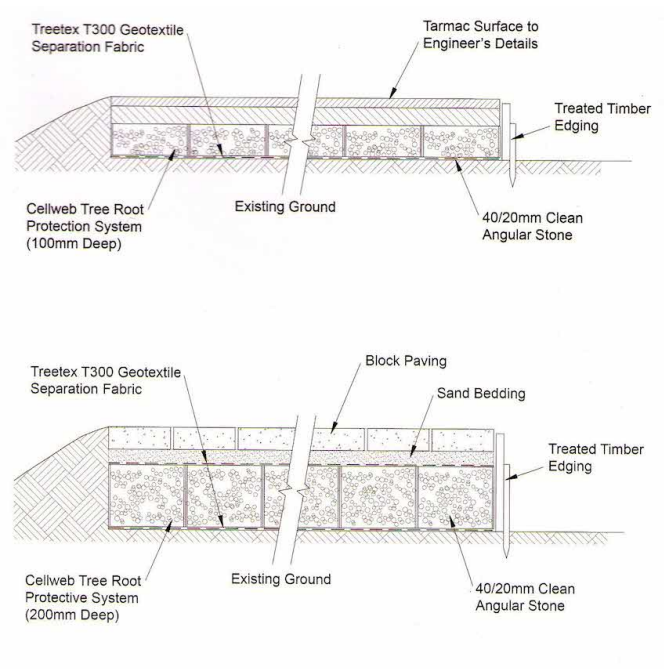 Treetex T300 Geotextile
Separation Fabric
Tarmac Surface to
Engineer's Details
Treated Timber
Edging
Cellweb Tree Root
Protection System
(100mm Deep)
Existing Ground
40/20mm Clean
Angular Stone
Block Paving
Treetex T300 Geotextile
Separation Fabric
Sand Bedding
Treated Timber
Edging
Cellweb Tree Root
Protective System
(200mm Deep)
Existing Ground
40/20mm Clean
Angular Stone